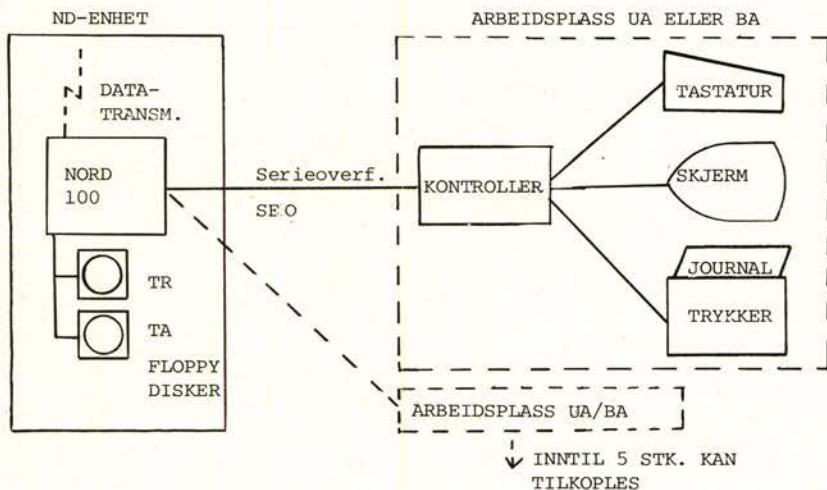 ND-ENHET
ARBEIDSPLASS UA ELLER BA
DATA-
TRANSM.
NORD
100
TR
TA
FLOPPY
DISKER
Serieoverf.
SEO
KONTROLLER
TASTATUR
SKJERM
JOURNAL
TRYKKER
ARBEIDSPLASS UA/BA
INNTIL 5 STK. KAN
TILKOPLES